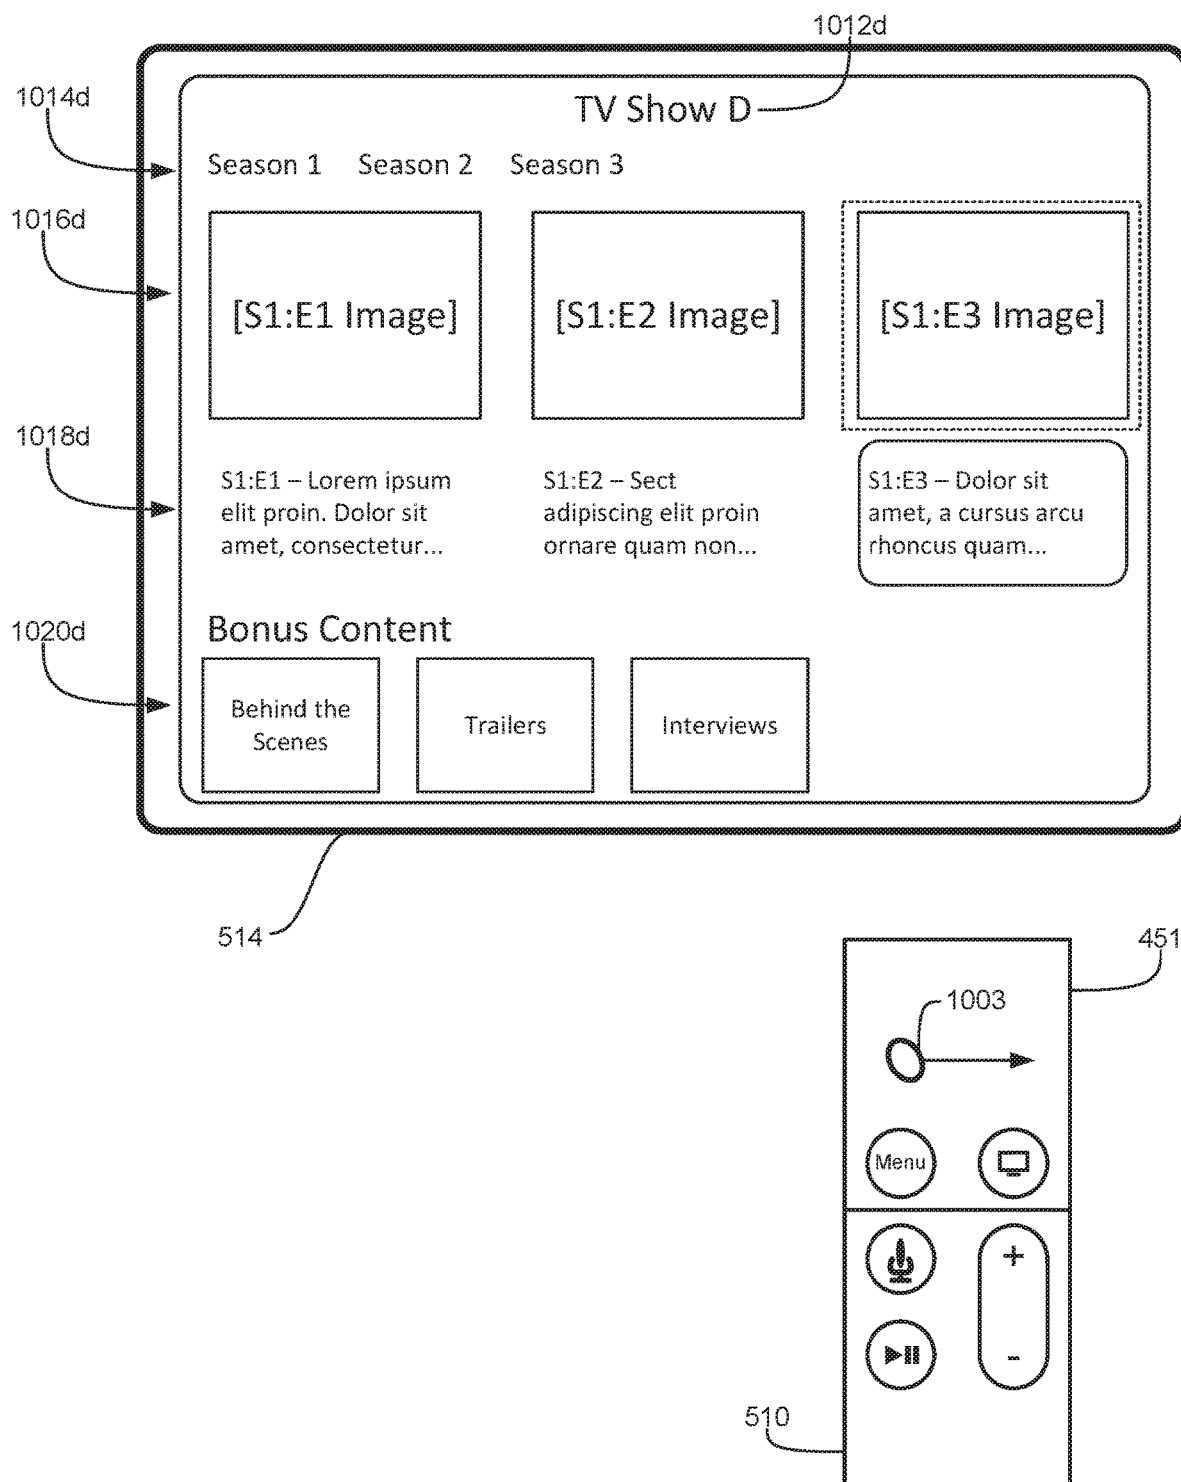 1012d
TV Show D
1014d
Season 1 Season 2 Season 3
1016d
[S1:E1 Image] [S1:E2 Image] [S1:E3 Image]
1018d
S1:E1 – Lorem ipsum
elit proin. Dolor sit
amet, consectetur...
S1:E2 – Sect
adipiscing elit proin
ornare quam non...
S1:E3 – Dolor sit
amet, a cursus arcu
rhoncus quam...
1020d
Bonus Content
Behind the
Scenes
Trailers
Interviews
514
451
1003
Menu
+
-
510